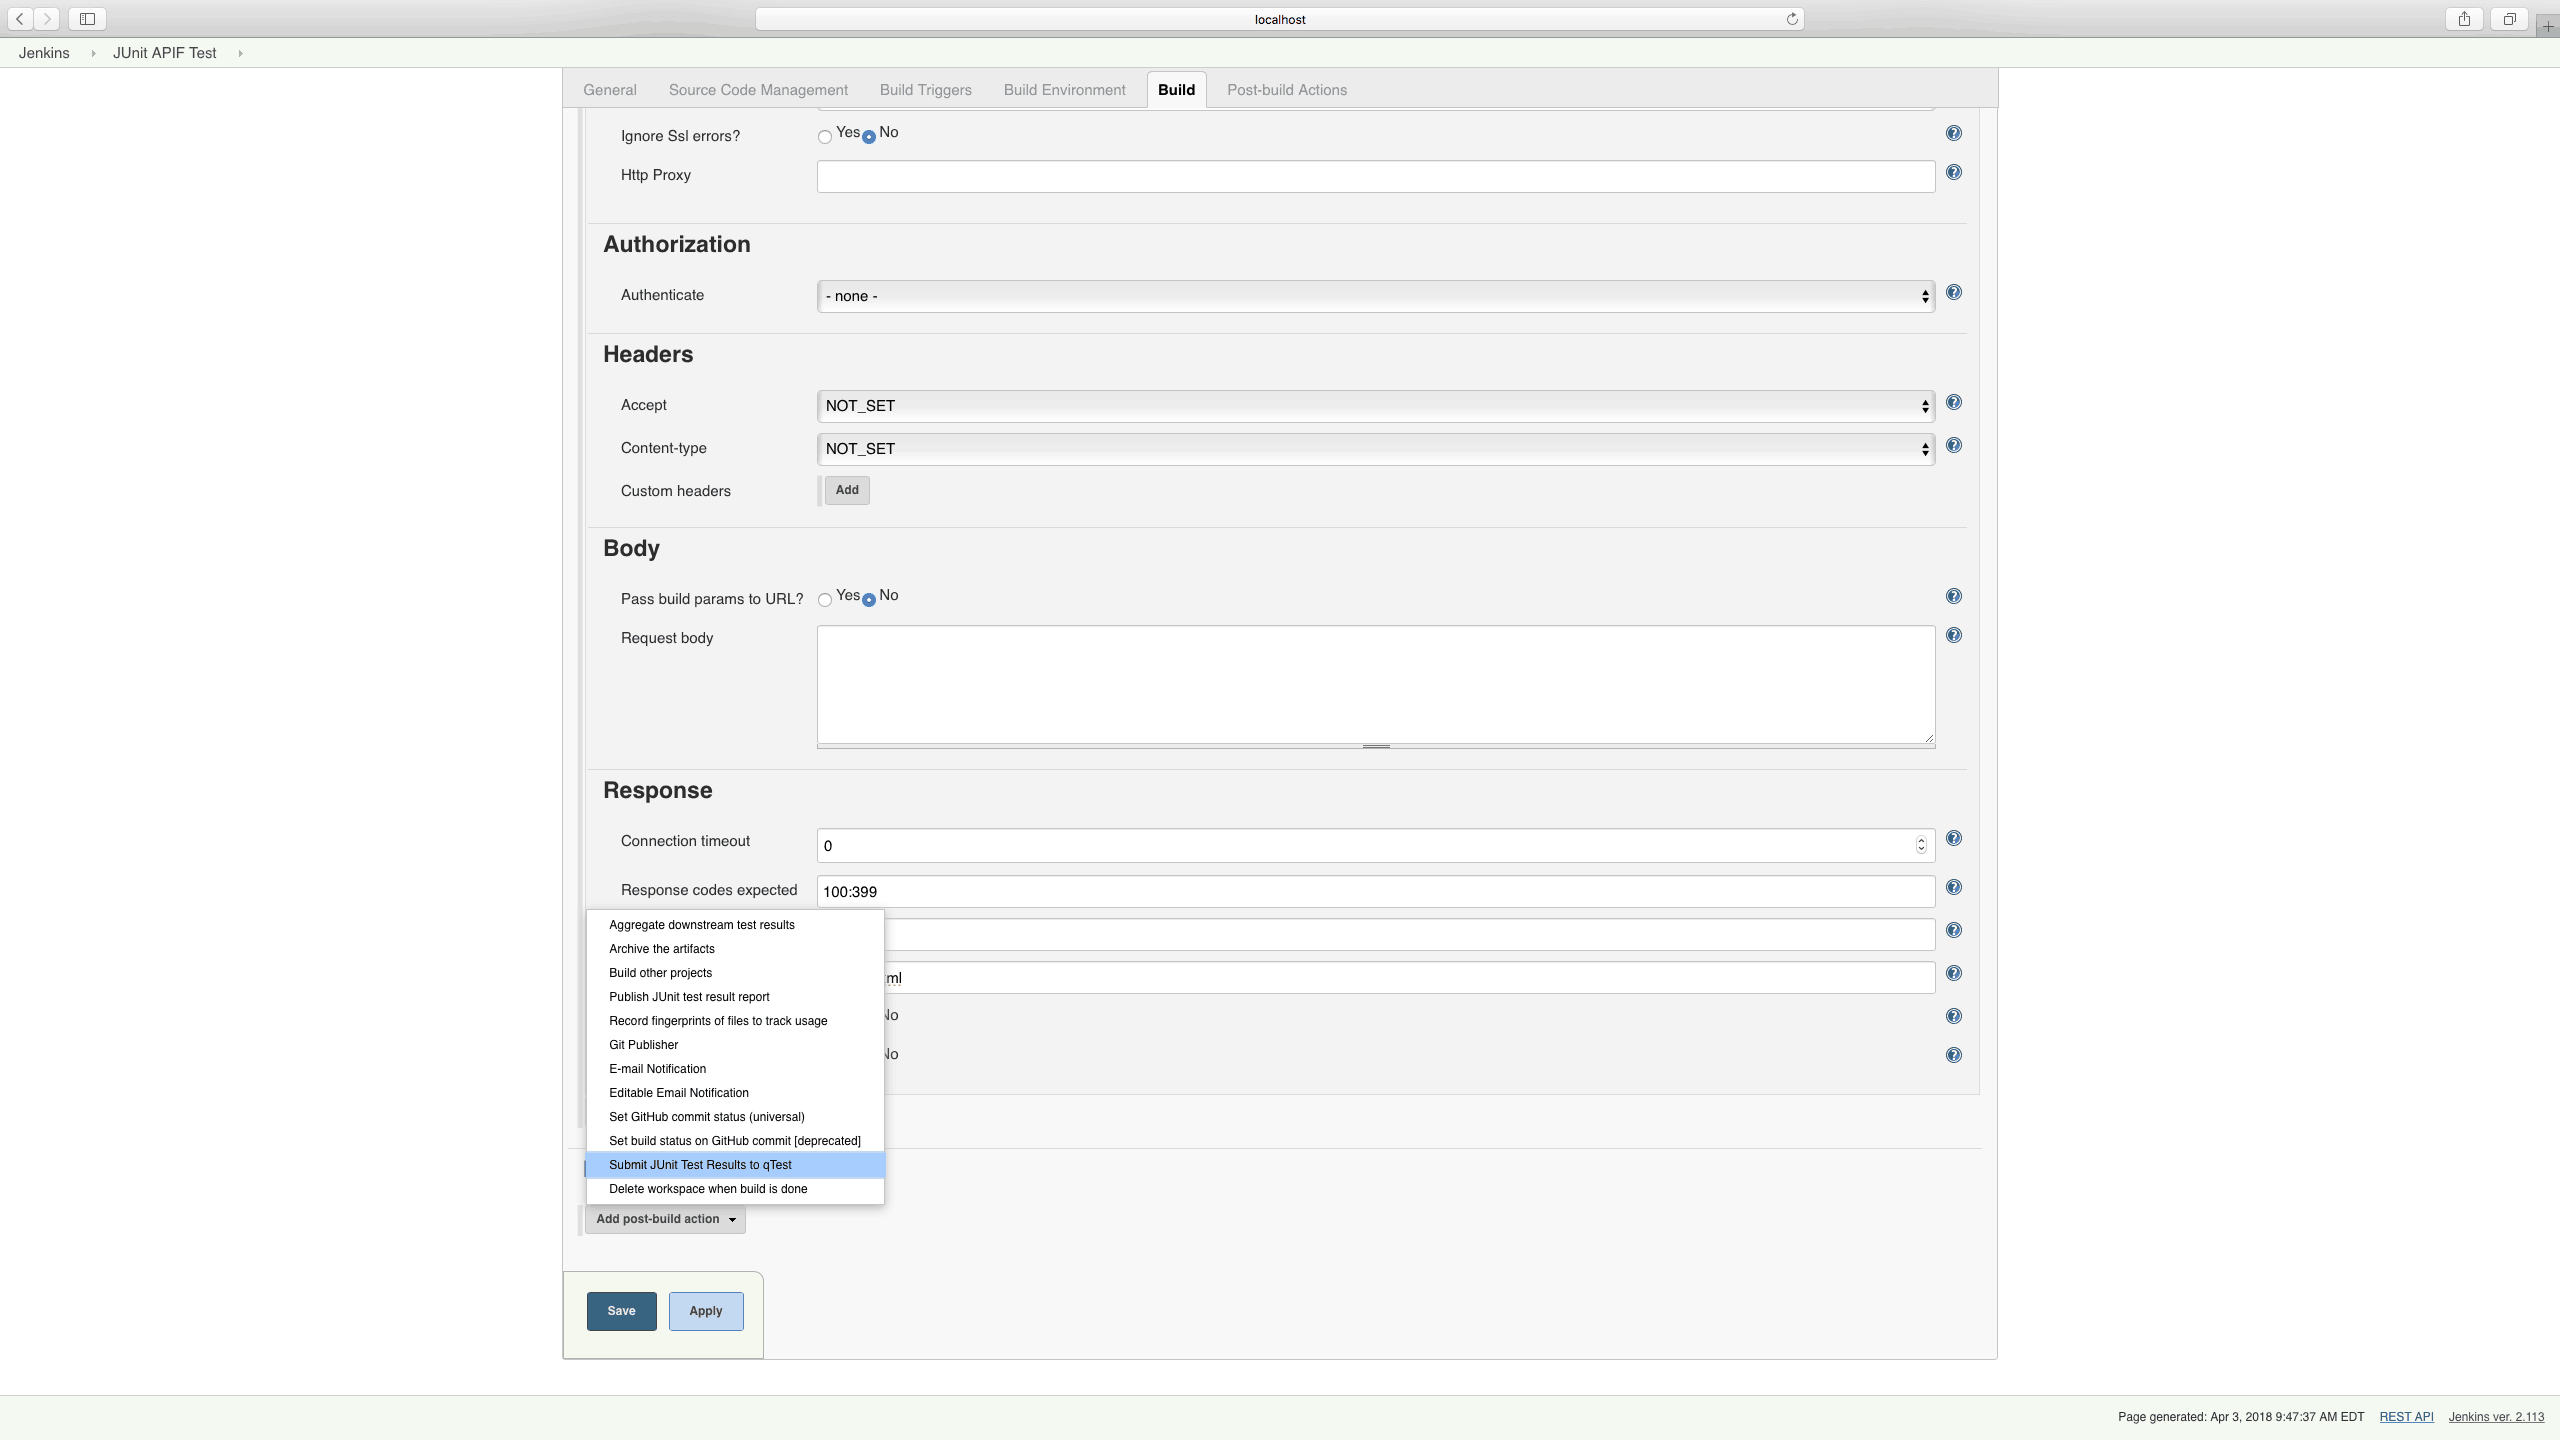 localhost
Jenkins
JUnit APIF Test
General Source Code Management Build Triggers Build Environment Build Post-build Actions
Ignore Ssl errors? Yes No
Http Proxy
Authorization
Authenticate - none -
Headers
Accept NOT_SET
Content-type NOT_SET
Custom headers Add
Body
Pass build params to URL? Yes No
Request body
Response
Connection timeout 0
Response codes expected 100:399
Aggregate downstream test results
Archive the artifacts
Build other projects
Publish JUnit test result report
Record fingerprints of files to track usage
Git Publisher
E-mail Notification
Editable Email Notification
Set GitHub commit status (universal)
Set build status on GitHub commit [deprecated]
Submit JUnit Test Results to qTest
Delete workspace when build is done
ml
No
No
Add post-build action
Save Apply
Page generated: Apr 3, 2018 9:47:37 AM EDT REST API Jenkins ver. 2.113